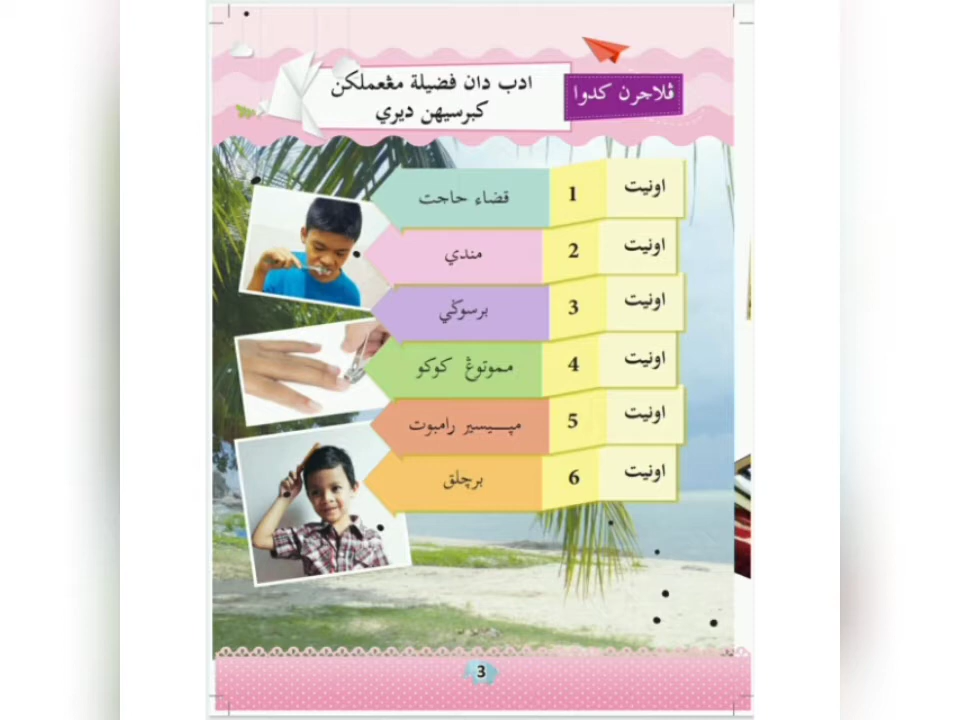 ڤلاجرن كدوا
ادب دان فضيلة مڠعملكن
كبرسيهن ديري
اونيت 1 قضاء حاجت
اونيت 2 مندي
اونيت 3 برسوݢي
اونيت 4 مموتوڠ كوكو
اونيت 5 مڽيسير رامبوت
اونيت 6 برچلق
3